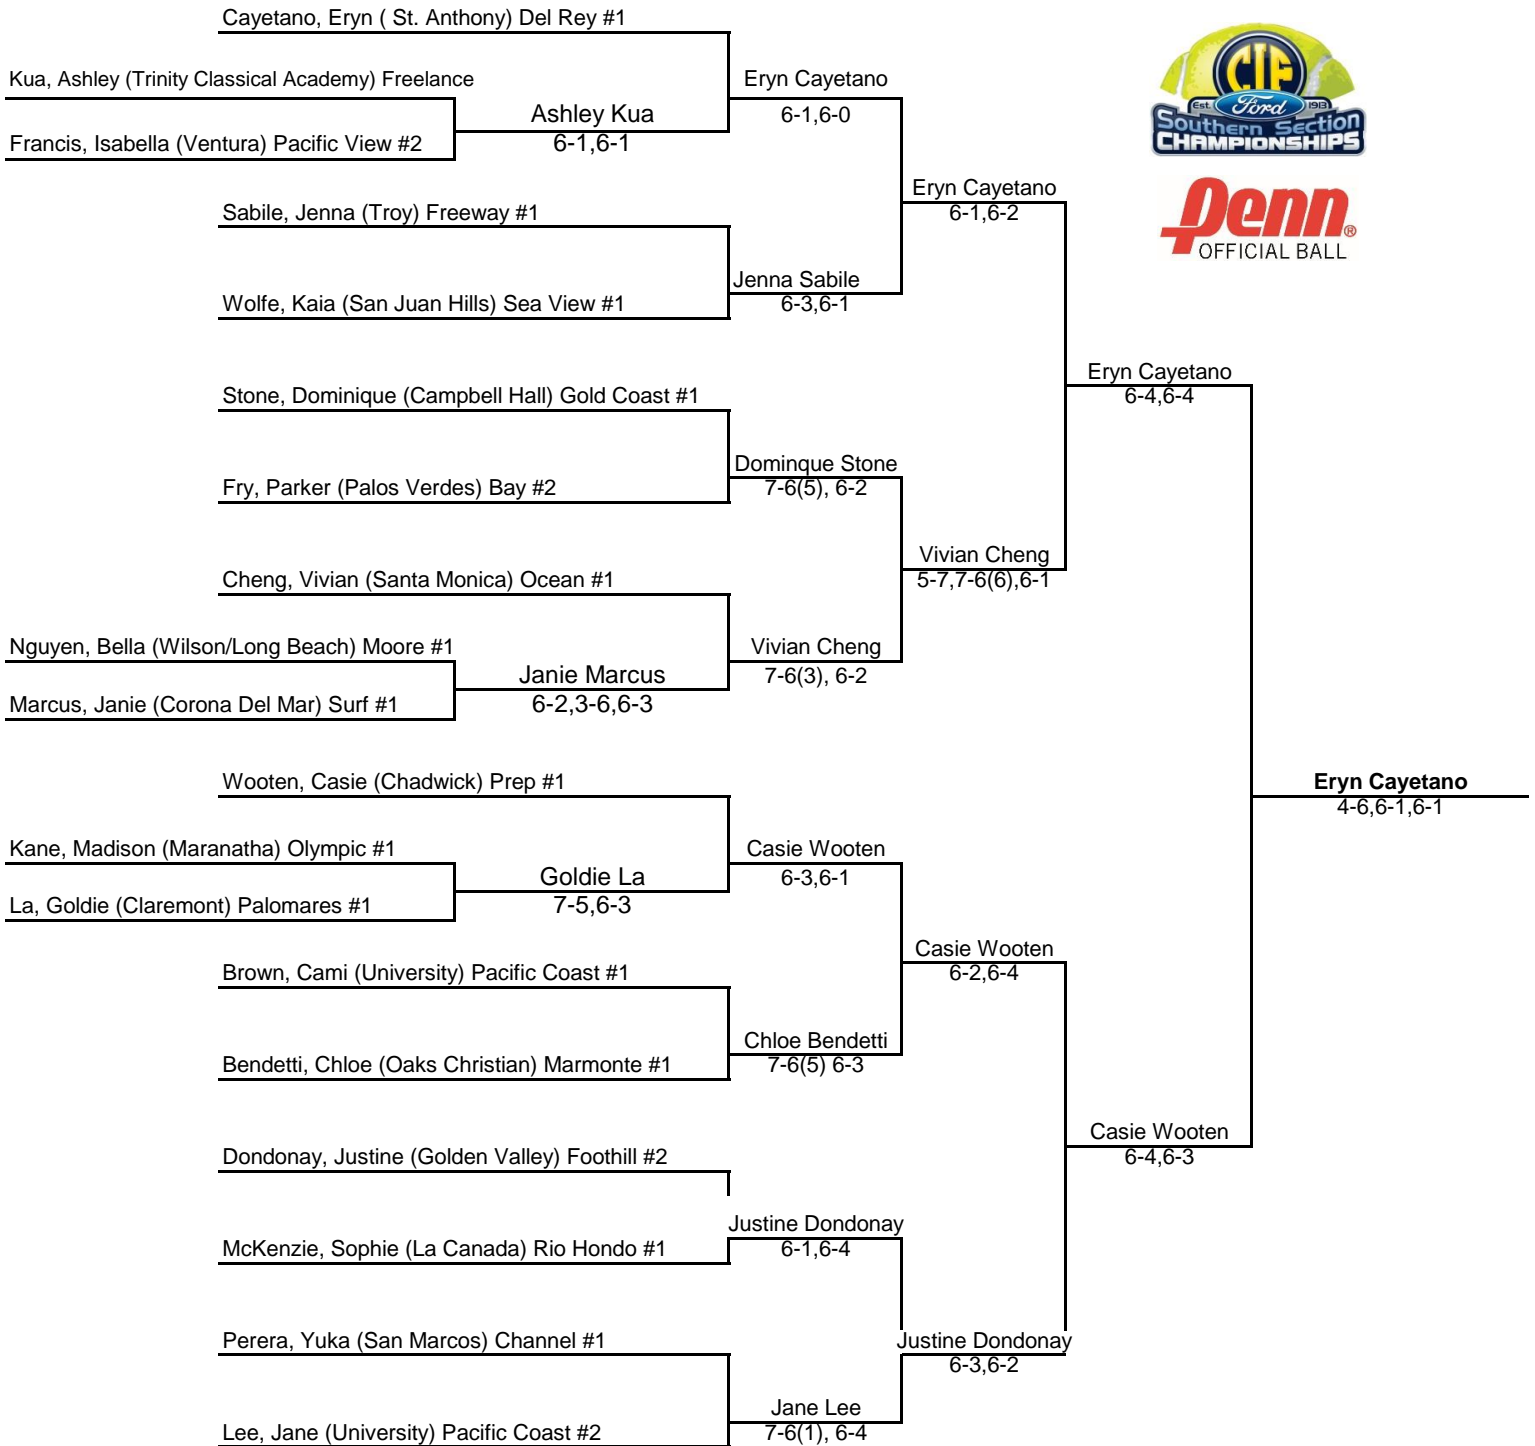 Cayetano, Eryn ( St. Anthony) Del Rey #1
Kua, Ashley (Trinity Classical Academy) Freelance
Eryn Cayetano
Ashley Kua
6-1,6-0
6-1,6-1
Francis, Isabella (Ventura) Pacific View #2
CIF
Est. Ford 1913
Southern Section
CHAMPIONSHIPS
Eryn Cayetano
6-1,6-2
Sabile, Jenna (Troy) Freeway #1
Penn®
OFFICIAL BALL
Jenna Sabile
6-3,6-1
Wolfe, Kaia (San Juan Hills) Sea View #1
Eryn Cayetano
6-4,6-4
Stone, Dominique (Campbell Hall) Gold Coast #1
Dominque Stone
7-6(5), 6-2
Fry, Parker (Palos Verdes) Bay #2
Vivian Cheng
5-7,7-6(6),6-1
Cheng, Vivian (Santa Monica) Ocean #1
Nguyen, Bella (Wilson/Long Beach) Moore #1
Vivian Cheng
Janie Marcus
7-6(3), 6-2
6-2,3-6,6-3
Marcus, Janie (Corona Del Mar) Surf #1
Wooten, Casie (Chadwick) Prep #1
Eryn Cayetano
4-6,6-1,6-1
Kane, Madison (Maranatha) Olympic #1
Casie Wooten
Goldie La
6-3,6-1
7-5,6-3
La, Goldie (Claremont) Palomares #1
Casie Wooten
6-2,6-4
Brown, Cami (University) Pacific Coast #1
Chloe Bendetti
7-6(5) 6-3
Bendetti, Chloe (Oaks Christian) Marmonte #1
Casie Wooten
6-4,6-3
Dondonay, Justine (Golden Valley) Foothill #2
Justine Dondonay
6-1,6-4
McKenzie, Sophie (La Canada) Rio Hondo #1
Perera, Yuka (San Marcos) Channel #1
Justine Dondonay
6-3,6-2
Jane Lee
7-6(1), 6-4
Lee, Jane (University) Pacific Coast #2